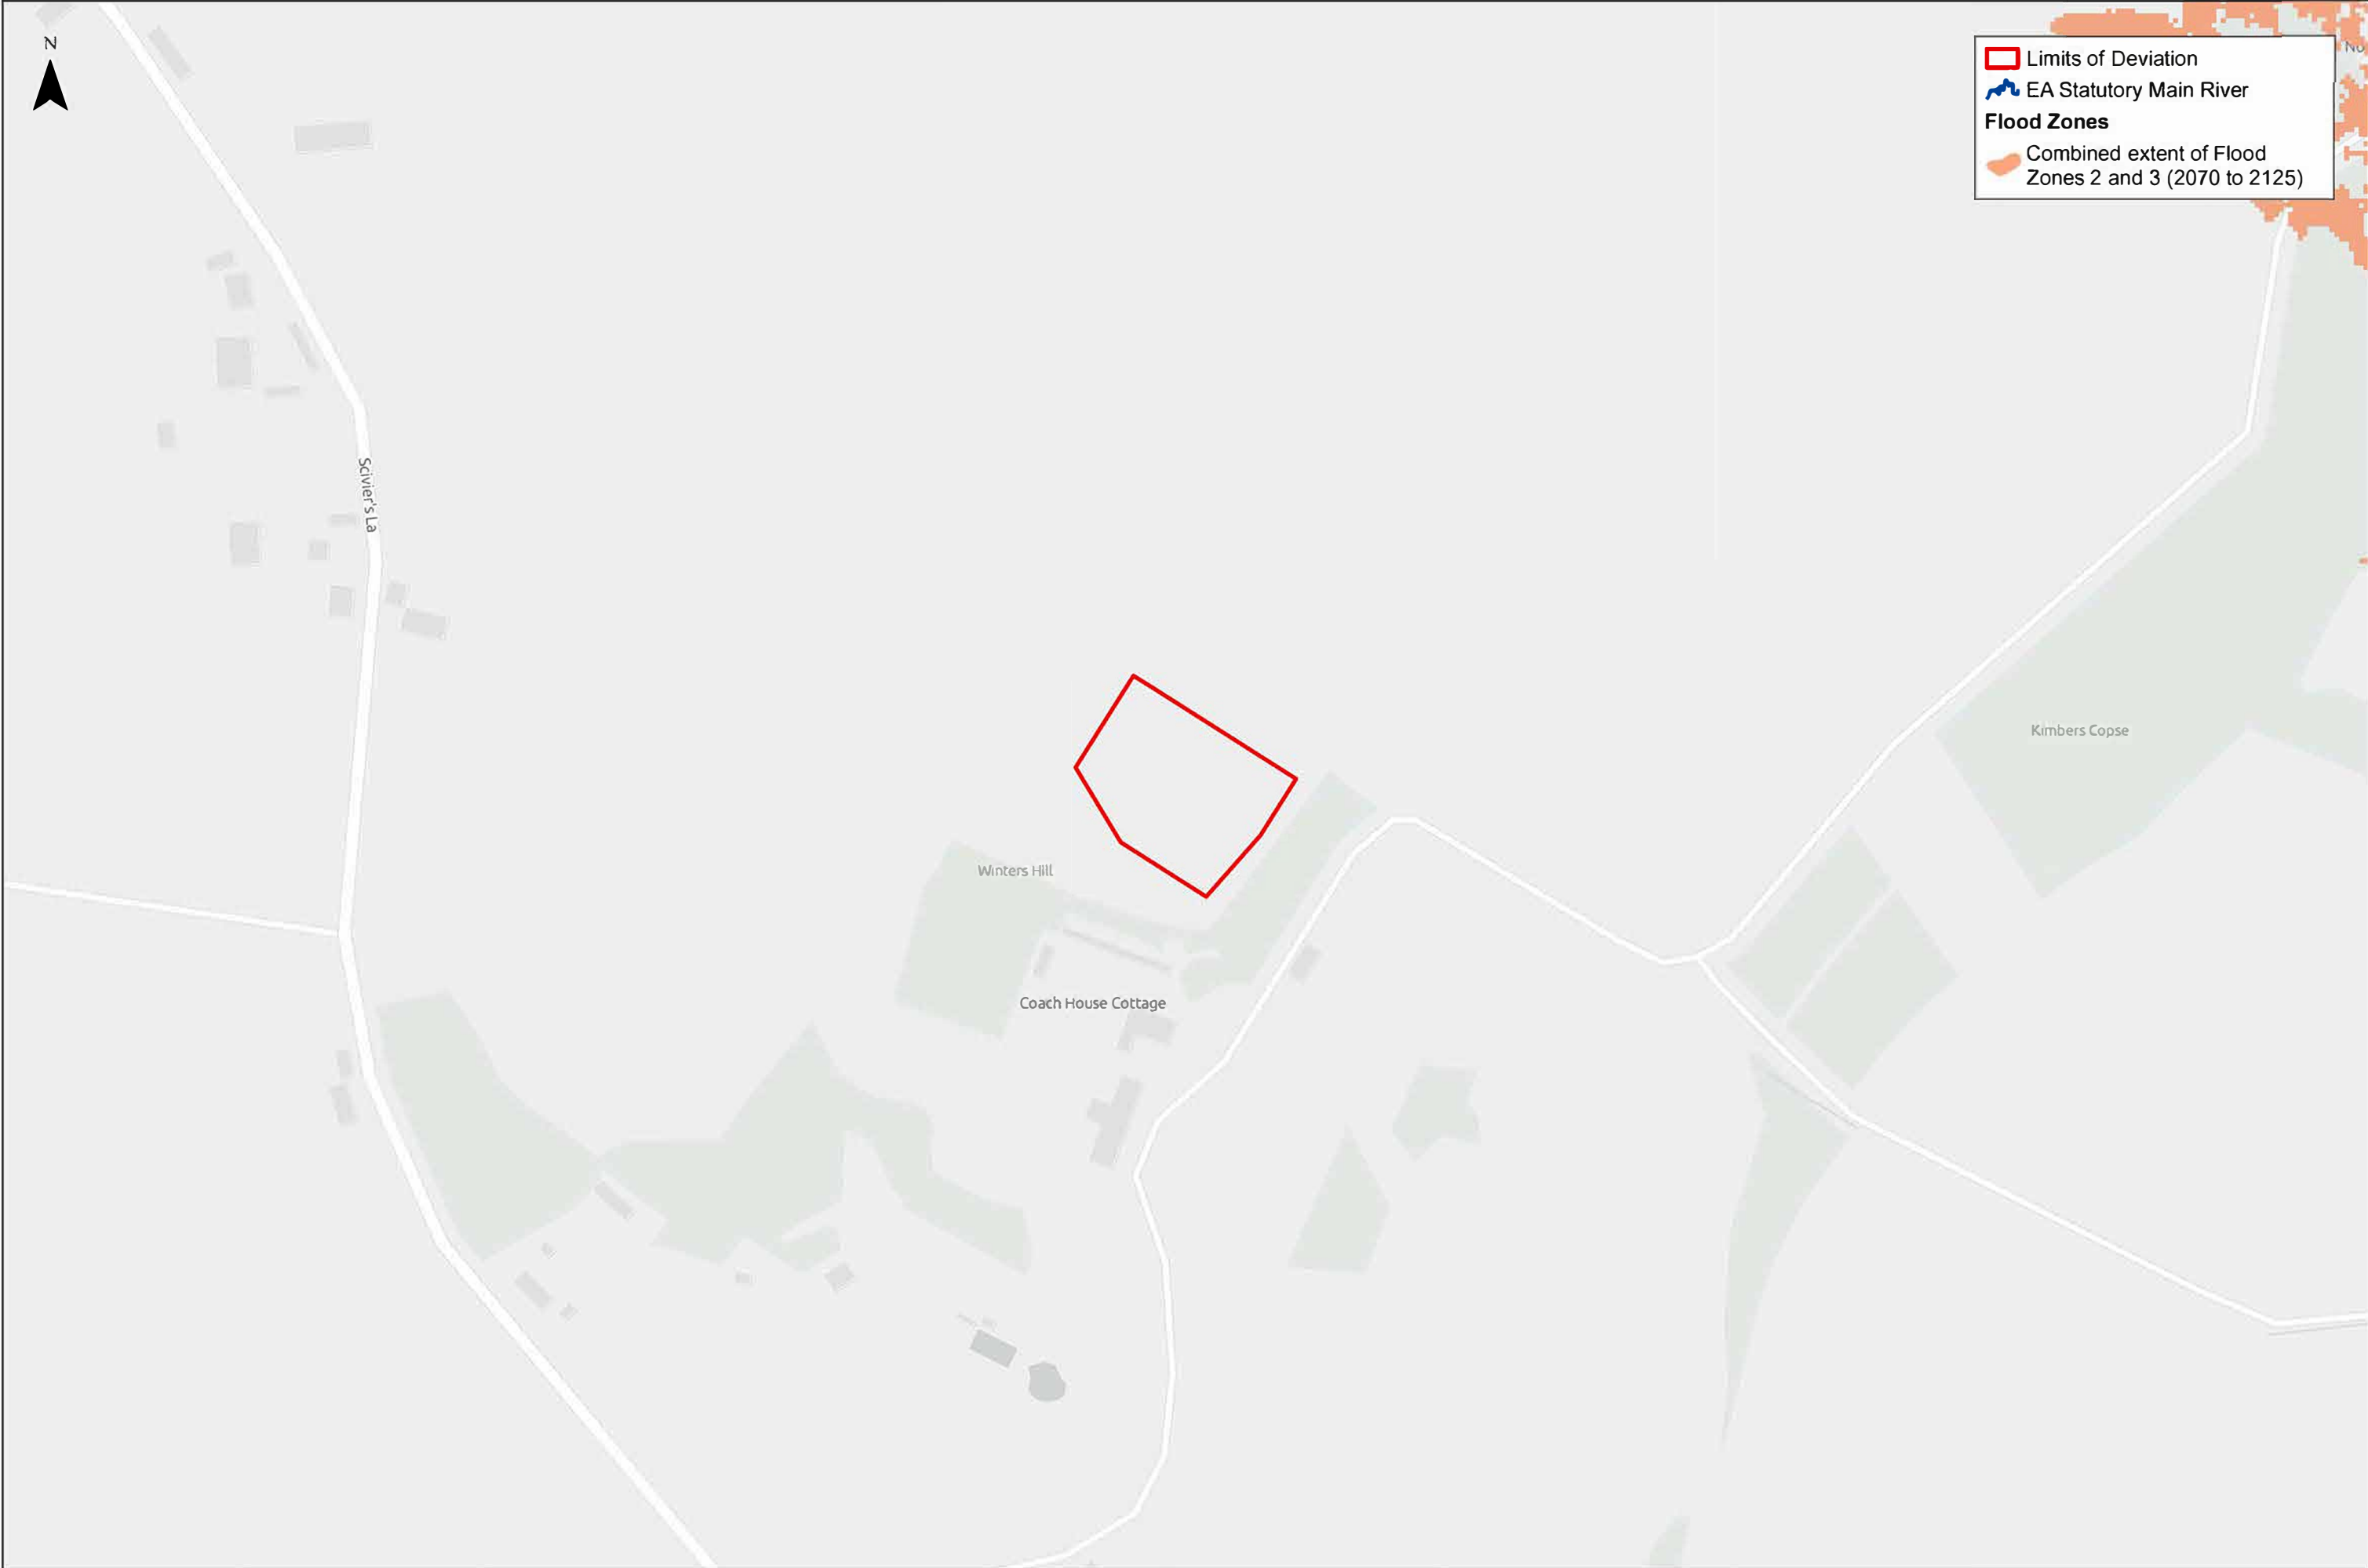 N
Limits of Deviation
EA Statutory Main River
Flood Zones
Combined extent of Flood
Zones 2 and 3 (2070 to 2125)
Scivier's La
Kimbers Copse
Winters Hill
Coach House Cottage